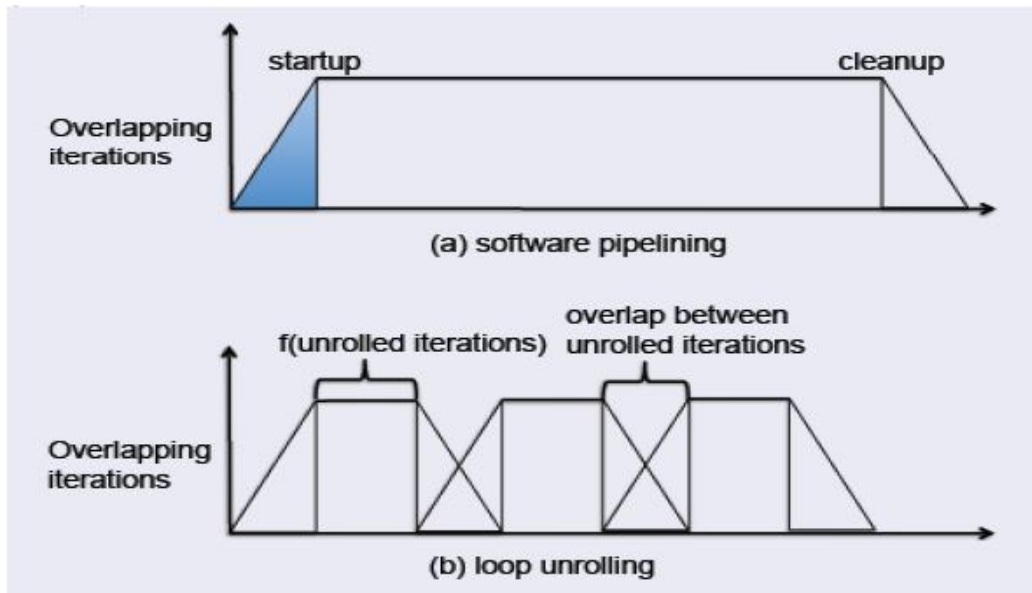 startup
cleanup
Overlapping
iterations
(a) software pipelining
overlap between
f(unrolled iterations) unrolled iterations
Overlapping
iterations
(b) loop unrolling